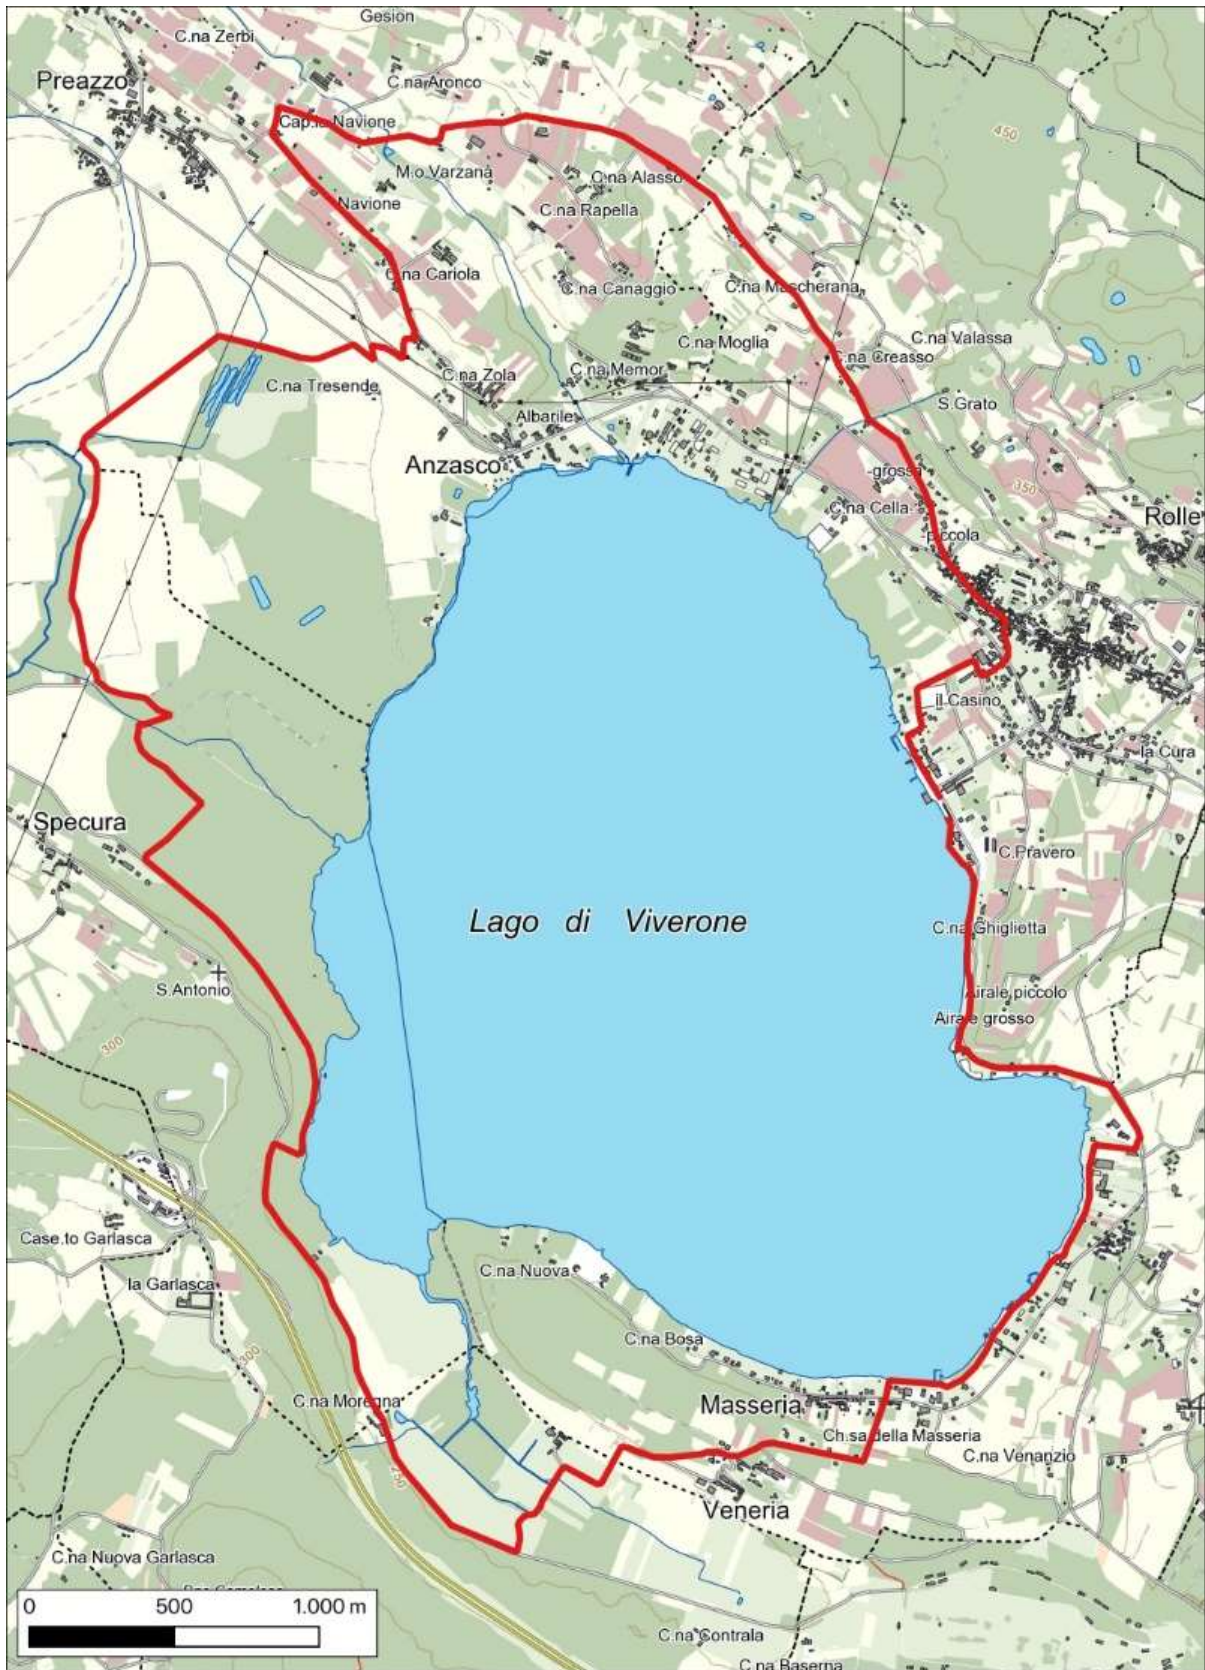 Gesion
C.na Zerbi
Preazzo
C.na Aronco
Cap.la Navione
450
M.o Varzana
C.na Alasso
Navione
C.na Rapella
C.na Cariola
C.na Canaggio
C.na Mascherana
C.na Moglia
C.na Valassa
C.na Creasso
C.na Tresende
C.na Zola
C.na Memor
Albarile
S.Grato
Anzasco
-grossa
350
C.na Cella-
Rolle
-piccola
il Casino
la Cura
Specura
C.Pravero
Lago di Viverone
C.na Ghigliotta
S.Antonio
Airale piccolo
Airale grosso
300
Case.to Garlasca
C.na Nuova
la Garlasca
C.na Bosa
300
C.na Moregna
Masseria
Ch.sa della Masseria
C.na Venanzio
250
Veneria
C.na Nuova Garlasca
0 500 1.000 m
C.na Contrala
C.na Baserna